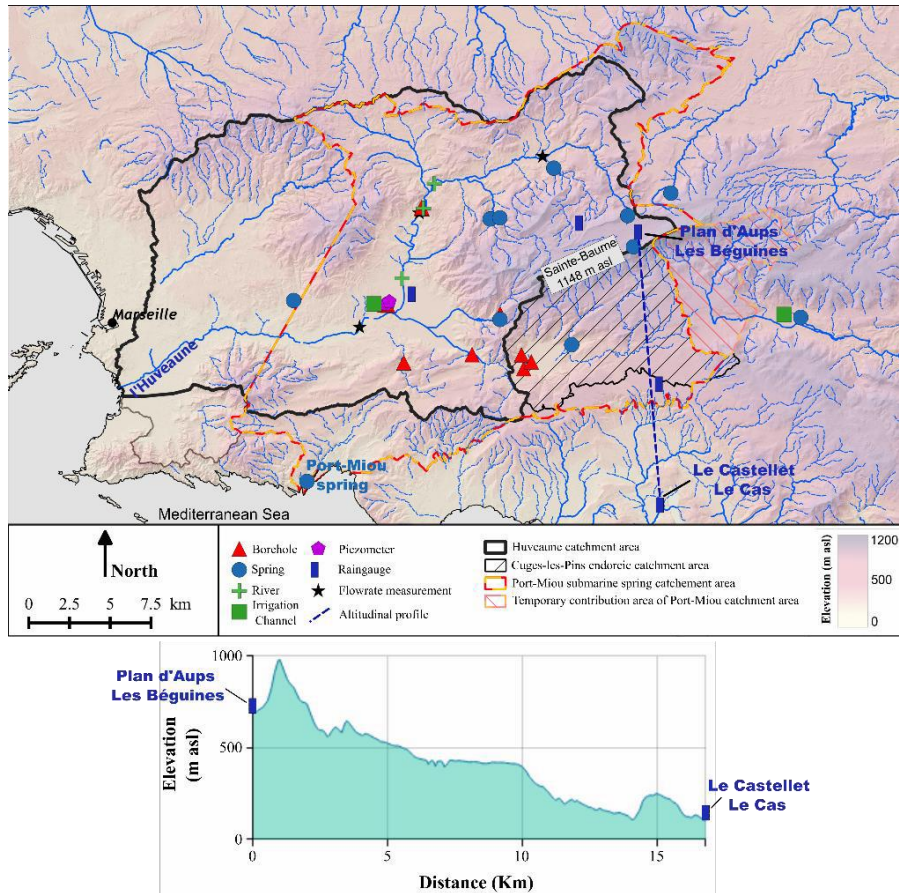 Plan d'Aups
Les Béguines
Sainte-Baume
1148 m asl
Marseille
l'Huveaune
Le Castellet
Le Cas
Port-Miou
spring
Mediterranean Sea
North
0 2.5 5 7.5 km
Borehole
Spring
River
Irrigation
Channel
Piezometer
Raingauge
Flowrate measurement
Altitudinal profile
Huveaune catchment area
Cuges-les-Pins endoreic catchment area
Port-Miou submarine spring catchement area
Temporary contribution area of Port-Miou catchment area
Elevation (m asl)
1200
500
0
Plan d'Aups
Les Béguines
Elevation
(m asl)
1000
500
0
0 5 10 15
Distance (Km)
Le Castellet
Le Cas